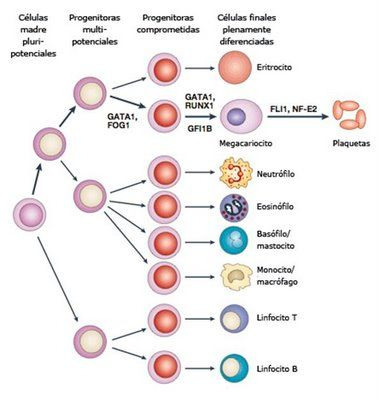 Células
madre
pluri-
potenciales
Progenitoras
multi-
potenciales
Progenitoras
comprometidas
Células finales
plenamente
diferenciadas
Eritrocito
GATA1,
FOG1
GATA1,
RUNX1
GFI1B
FLI1, NF-E2
Megacariocito
Plaquetas
Neutrófilo
Eosinófilo
Basófilo/
mastocito
Monocito/
macrófago
Linfocito T
Linfocito B